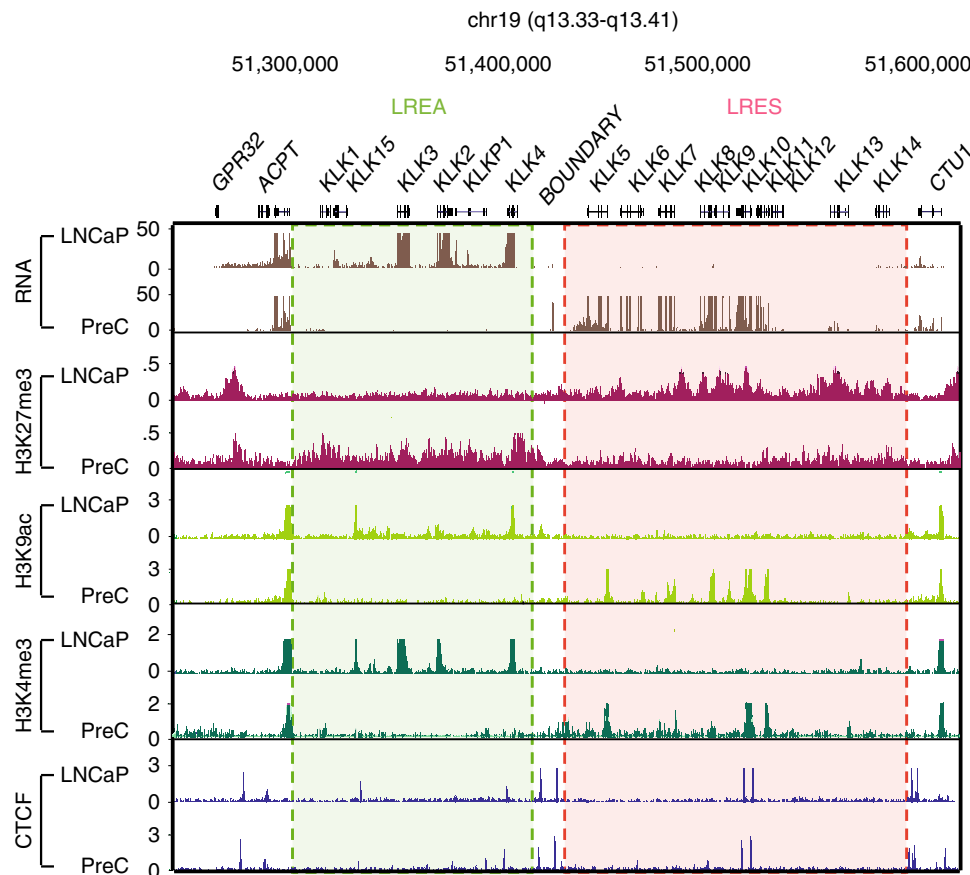 chr19 (q13.33-q13.41)
51,300,000 51,400,000 51,500,000 51,600,000
LREA LRES
GPR32 ACPT KLK1 KLK15 KLK3 KLK2 KLKP1 KLK4 BOUNDARY KLK5 KLK6 KLK7 KLK8 KLK9 KLK10 KLK11 KLK12 KLK13 KLK14 CTU1
RNA
LNCaP 50
0
50
PreC 0
H3K27me3
LNCaP .5
0
.5
PreC 0
H3K9ac
LNCaP 3
0
3
PreC 0
H3K4me3
LNCaP 2
0
2
PreC 0
CTCF
LNCaP 3
0
3
PreC 0